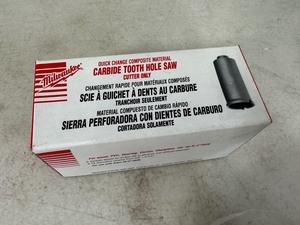 Milwaukee
QUICK CHANGE COMPOSITE MATERIAL
CARBIDE TOOTH HOLE SAW
CUTTER ONLY
CHANGEMENT RAPIDE POUR MATÉRIAUX COMPOSÉS
SCIE À GUICHET À DENTS AU CARBURE
TRANCHOIR SEULEMENT
MATERIAL COMPUESTO DE CAMBIO RÁPIDO
SIERRA PERFORADORA CON DIENTES DE CARBURO
CORTADORA SOLAMENTE